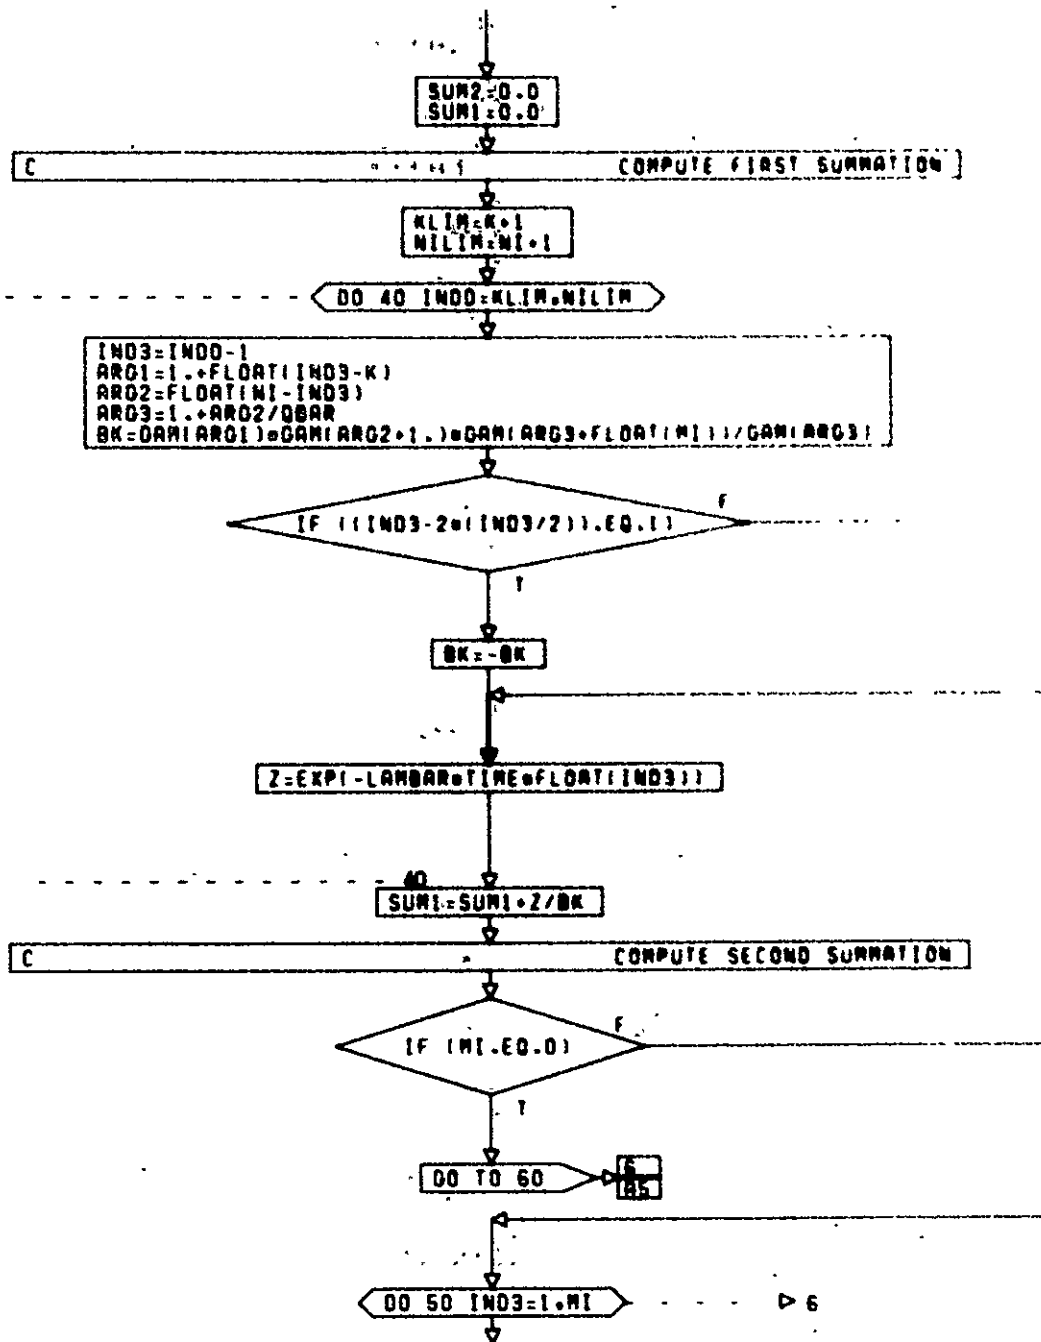 SUM2=0.0
SUM1=0.0
C COMPUTE FIRST SUMMATION
KLIM=K+1
NILIM=NI+1
DO 40 INDO=KLIM,NILIM
IND3=INDO-1
ARG1=1.+FLOAT(IND3-K)
ARG2=FLOAT(NI-IND3)
ARG3=1.+ARG2/QBAR
BK=GAM(ARG1)*GAM(ARG2+1.)*GAM(ARG3+FLOAT(MI))/GAM(ARG3)
F
IF ((IND3-2*(IND3/2)).EQ.1)
T
BK=-BK
Z=EXP(-LAMBAR*TIME*FLOAT(IND3))
40
SUM1=SUM1+Z/BK
C COMPUTE SECOND SUMMATION
F
IF (MI.EQ.0)
T
GO TO 60
6
DO 50 IND3=1,MI
6